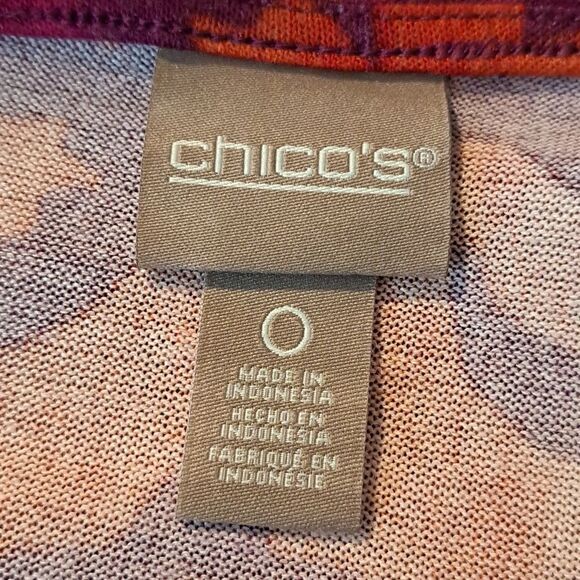 chico's®
0
MADE IN
INDONESIA
HECHO EN
INDONESIA
FABRIQUÉ EN
INDONÉSIE